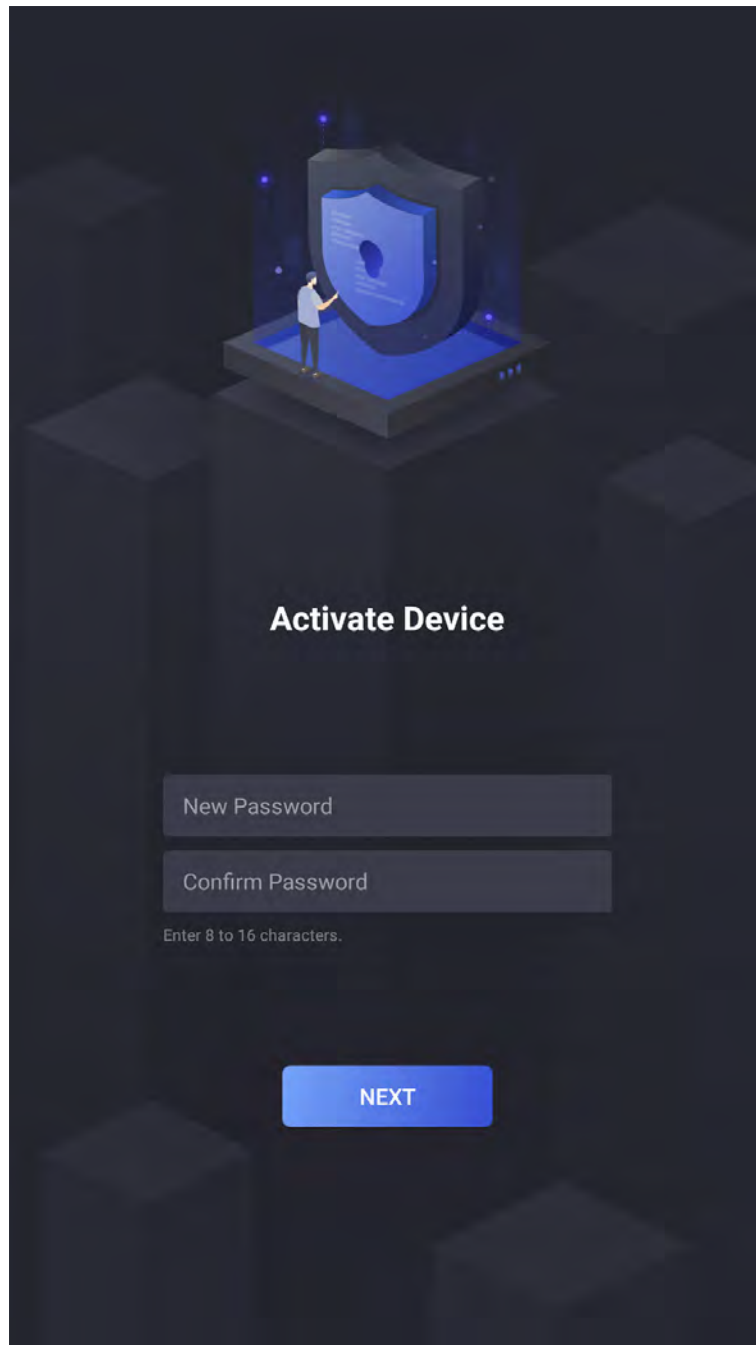 Activate Device
New Password
Confirm Password
Enter 8 to 16 characters.
NEXT